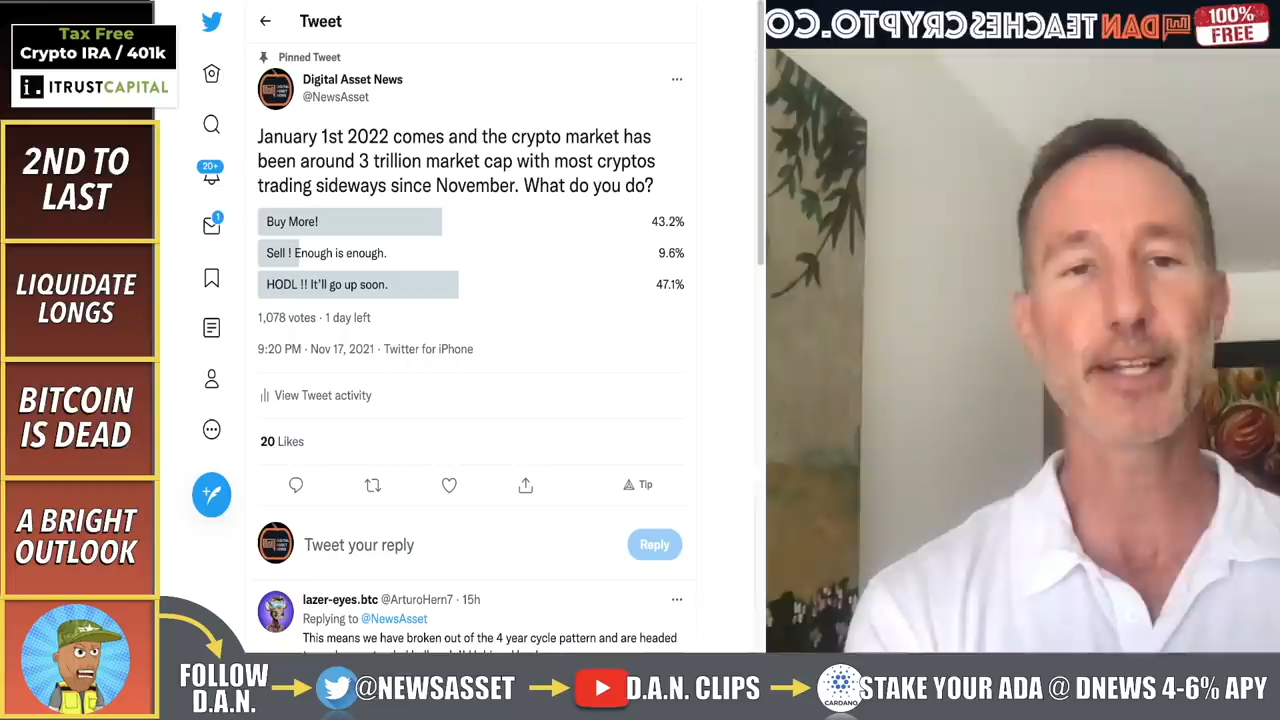 Tax Free
Crypto IRA / 401k
ITRUSTCAPITAL
2ND TO
LAST
LIQUIDATE
LONGS
BITCOIN
IS DEAD
A BRIGHT
OUTLOOK
Tweet
Pinned Tweet
Digital Asset News
@NewsAsset
January 1st 2022 comes and the crypto market has
been around 3 trillion market cap with most cryptos
trading sideways since November. What do you do?
Buy More! 43.2%
Sell ! Enough is enough. 9.6%
HODL !! It'll go up soon. 47.1%
1,078 votes · 1 day left
9:20 PM · Nov 17, 2021 · Twitter for iPhone
View Tweet activity
20 Likes
Tip
Tweet your reply
Reply
lazer-eyes.btc @ArturoHern7 · 15h
Replying to @NewsAsset
This means we have broken out of the 4 year cycle pattern and are headed
20+
1
DAN TEACHESCRYPTO.CO
100%
FREE
FOLLOW
D.A.N.
@NEWSASSET
D.A.N. CLIPS
CARDANO
STAKE YOUR ADA @ DNEWS 4-6% APY